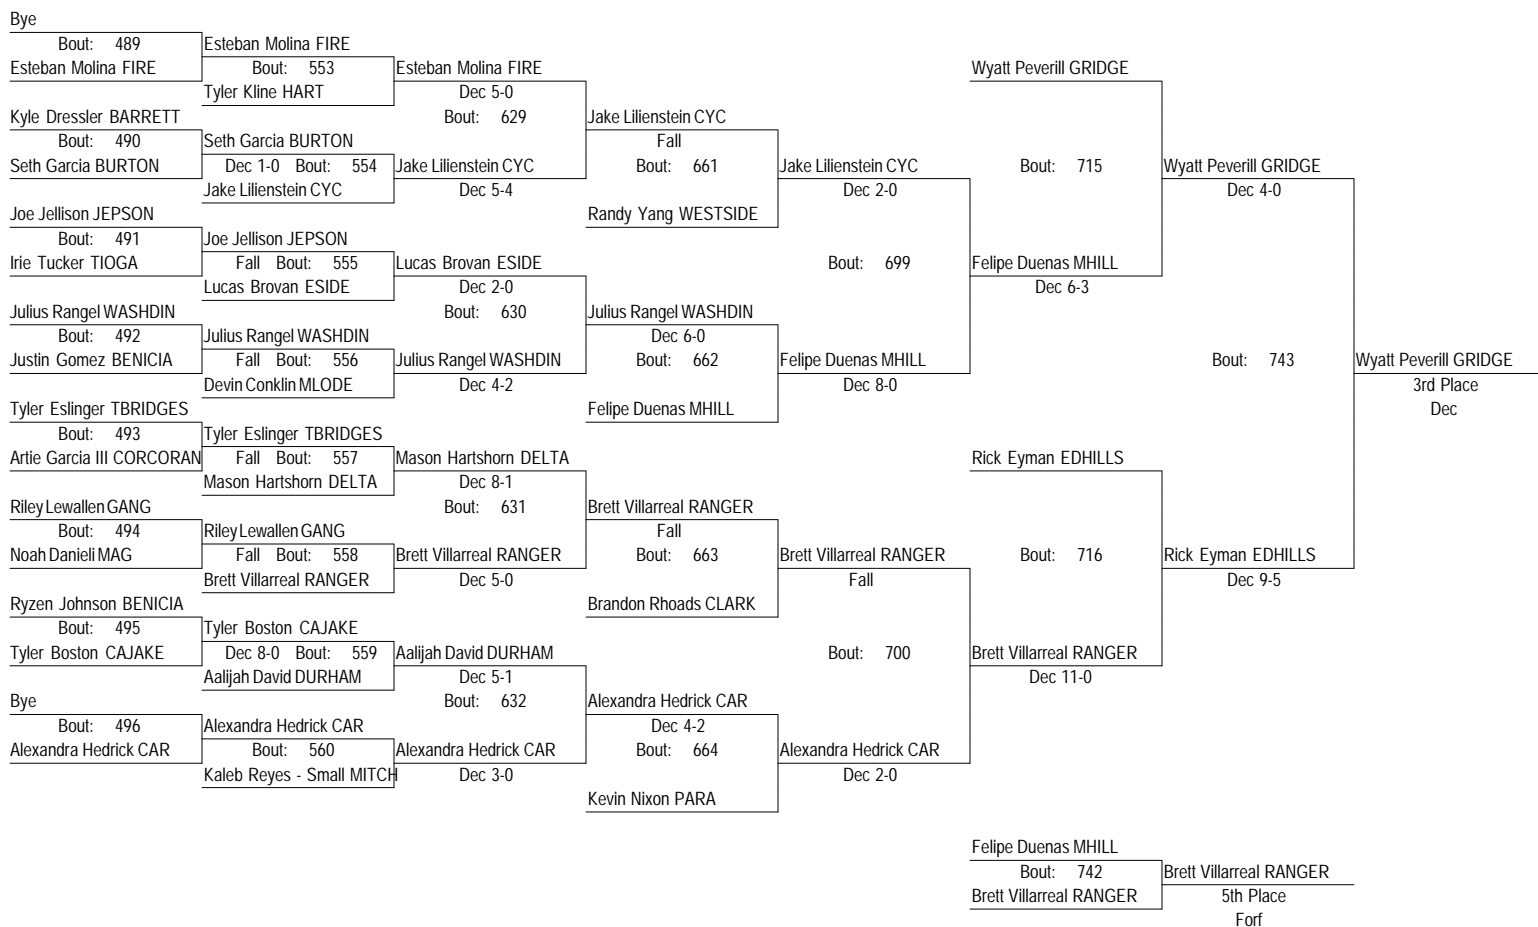 Bye
Bout: 489
Esteban Molina FIRE
Kyle Dressler BARRETT
Bout: 490
Seth Garcia BURTON
Joe Jellison JEPSON
Bout: 491
Irie Tucker TIOGA
Julius Rangel WASHDIN
Bout: 492
Justin Gomez BENICIA
Tyler Eslinger TBRIDGES
Bout: 493
Artie Garcia III CORCORAN
Riley Lewallen GANG
Bout: 494
Noah Danieli MAG
Ryzen Johnson BENICIA
Bout: 495
Tyler Boston CAJAKE
Bye
Bout: 496
Alexandra Hedrick CAR
Esteban Molina FIRE
Bout: 553
Tyler Kline HART
Seth Garcia BURTON
Dec 1-0 Bout: 554
Jake Lilienstein CYC
Joe Jellison JEPSON
Fall Bout: 555
Lucas Brovan ESIDE
Julius Rangel WASHDIN
Fall Bout: 556
Devin Conklin MLODE
Tyler Eslinger TBRIDGES
Fall Bout: 557
Mason Hartshorn DELTA
Riley Lewallen GANG
Fall Bout: 558
Brett Villarreal RANGER
Tyler Boston CAJAKE
Dec 8-0 Bout: 559
Aalijah David DURHAM
Alexandra Hedrick CAR
Bout: 560
Kaleb Reyes - Small MITCH
Esteban Molina FIRE
Dec 5-0
Bout: 629
Jake Lilienstein CYC
Dec 5-4
Lucas Brovan ESIDE
Dec 2-0
Bout: 630
Julius Rangel WASHDIN
Dec 4-2
Mason Hartshorn DELTA
Dec 8-1
Bout: 631
Brett Villarreal RANGER
Dec 5-0
Aalijah David DURHAM
Dec 5-1
Bout: 632
Alexandra Hedrick CAR
Dec 3-0
Jake Lilienstein CYC
Fall
Bout: 661
Randy Yang WESTSIDE
Julius Rangel WASHDIN
Dec 6-0
Bout: 662
Felipe Duenas MHILL
Brett Villarreal RANGER
Fall
Bout: 663
Brandon Rhoads CLARK
Alexandra Hedrick CAR
Dec 4-2
Bout: 664
Kevin Nixon PARA
Jake Lilienstein CYC
Dec 2-0
Bout: 699
Felipe Duenas MHILL
Dec 8-0
Brett Villarreal RANGER
Fall
Bout: 700
Alexandra Hedrick CAR
Dec 2-0
Wyatt Peverill GRIDGE
Bout: 715
Felipe Duenas MHILL
Dec 6-3
Rick Eyman EDHILLS
Bout: 716
Brett Villarreal RANGER
Dec 11-0
Wyatt Peverill GRIDGE
Dec 4-0
Bout: 743
Rick Eyman EDHILLS
Dec 9-5
Wyatt Peverill GRIDGE
3rd Place
Dec
Felipe Duenas MHILL
Bout: 742
Brett Villarreal RANGER
Brett Villarreal RANGER
5th Place
Forf